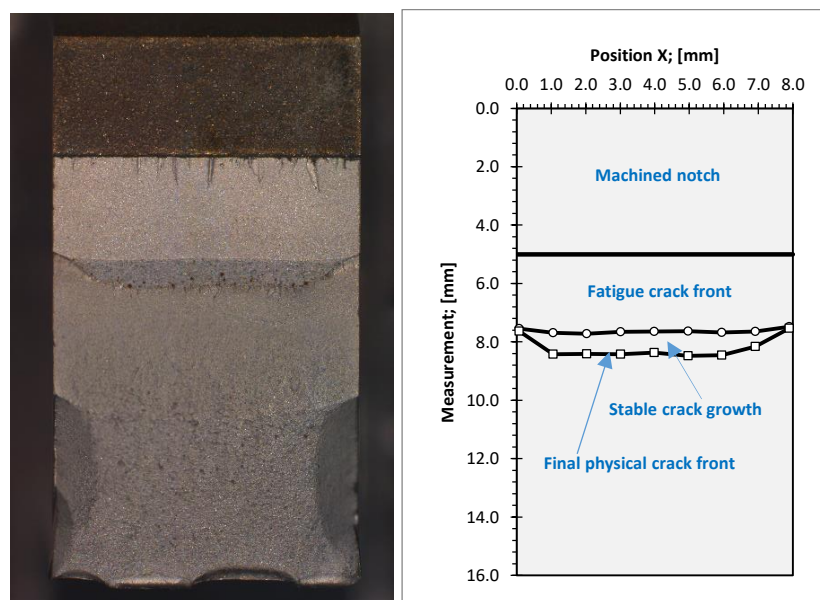 Position X; [mm]
0.0 1.0 2.0 3.0 4.0 5.0 6.0 7.0 8.0
0.0
2.0
Machined notch
4.0
6.0
Fatigue crack front
8.0
Measurement; [mm]
10.0
Stable crack growth
12.0
Final physical crack front
14.0
16.0